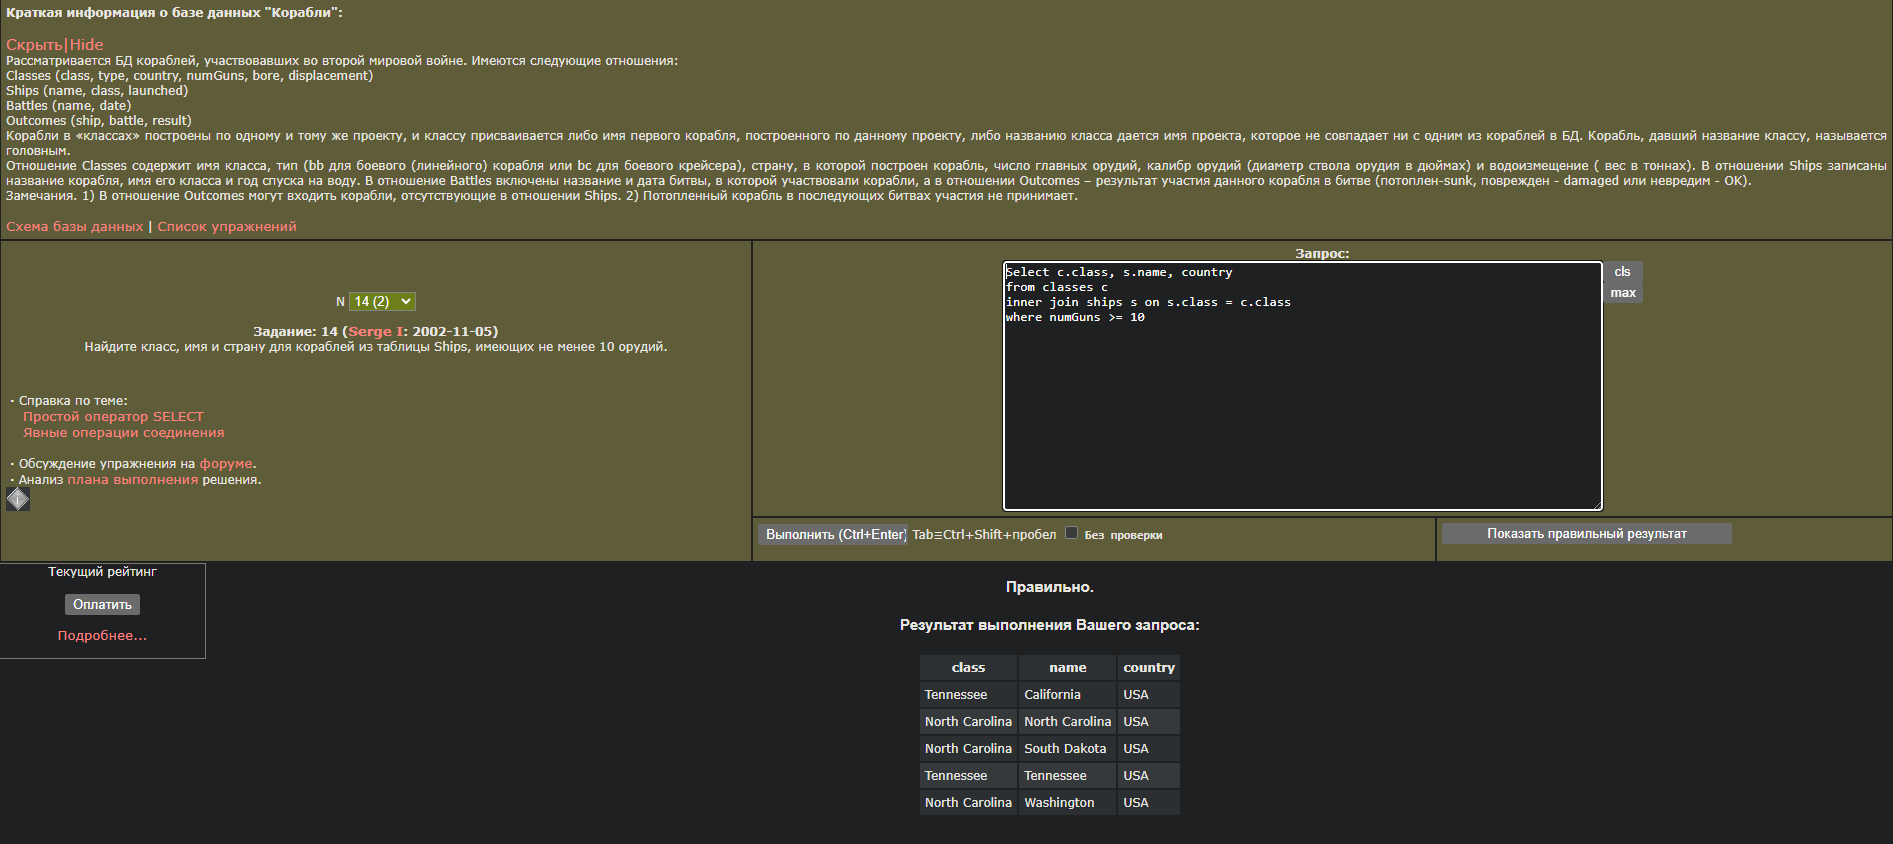 Краткая информация о базе данных "Корабли":
Скрыть|Hide
Рассматривается БД кораблей, участвовавших во второй мировой войне. Имеются следующие отношения:
Classes (class, type, country, numGuns, bore, displacement)
Ships (name, class, launched)
Battles (name, date)
Outcomes (ship, battle, result)
Корабли в «классах» построены по одному и тому же проекту, и классу присваивается либо имя первого корабля, построенного по данному проекту, либо названию класса дается имя проекта, которое не совпадает ни с одним из кораблей в БД. Корабль, давший название классу, называется
головным.
Отношение Classes содержит имя класса, тип (bb для боевого (линейного) корабля или bc для боевого крейсера), страну, в которой построен корабль, число главных орудий, калибр орудий (диаметр ствола орудия в дюймах) и водоизмещение ( вес в тоннах). В отношении Ships записаны
название корабля, имя его класса и год спуска на воду. В отношение Battles включены название и дата битвы, в которой участвовали корабли, а в отношении Outcomes – результат участия данного корабля в битве (потоплен-sunk, поврежден - damaged или невредим - OK).
Замечания. 1) В отношение Outcomes могут входить корабли, отсутствующие в отношении Ships. 2) Потопленный корабль в последующих битвах участия не принимает.
Схема базы данных | Список упражнений
N 14 (2)
Задание: 14 (Serge I: 2002-11-05)
Найдите класс, имя и страну для кораблей из таблицы Ships, имеющих не менее 10 орудий.
· Справка по теме:
Простой оператор SELECT
Явные операции соединения
· Обсуждение упражнения на форуме.
· Анализ плана выполнения решения.
Запрос:
Select c.class, s.name, country
from classes c
inner join ships s on s.class = c.class
where numGuns >= 10
cls
max
Выполнить (Ctrl+Enter) Tab≡Ctrl+Shift+пробел Без проверки
Показать правильный результат
Текущий рейтинг
Оплатить
Подробнее...
Правильно.
Результат выполнения Вашего запроса:
class name country
Tennessee California USA
North Carolina North Carolina USA
North Carolina South Dakota USA
Tennessee Tennessee USA
North Carolina Washington USA